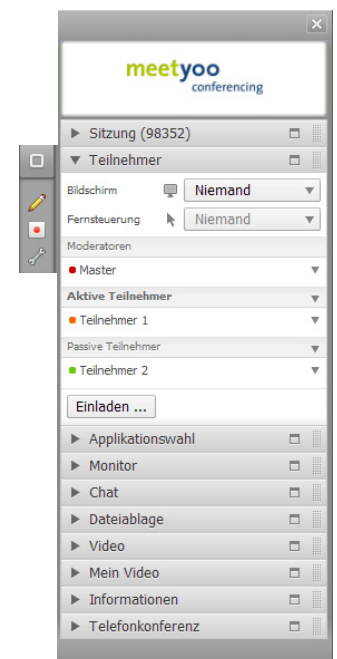 meetyoo
conferencing
Sitzung (98352)
Teilnehmer
Bildschirm Niemand
Fernsteuerung Niemand
Moderatoren
Master
Aktive Teilnehmer
Teilnehmer 1
Passive Teilnehmer
Teilnehmer 2
Einladen ...
Applikationswahl
Monitor
Chat
Dateiablage
Video
Mein Video
Informationen
Telefonkonferenz